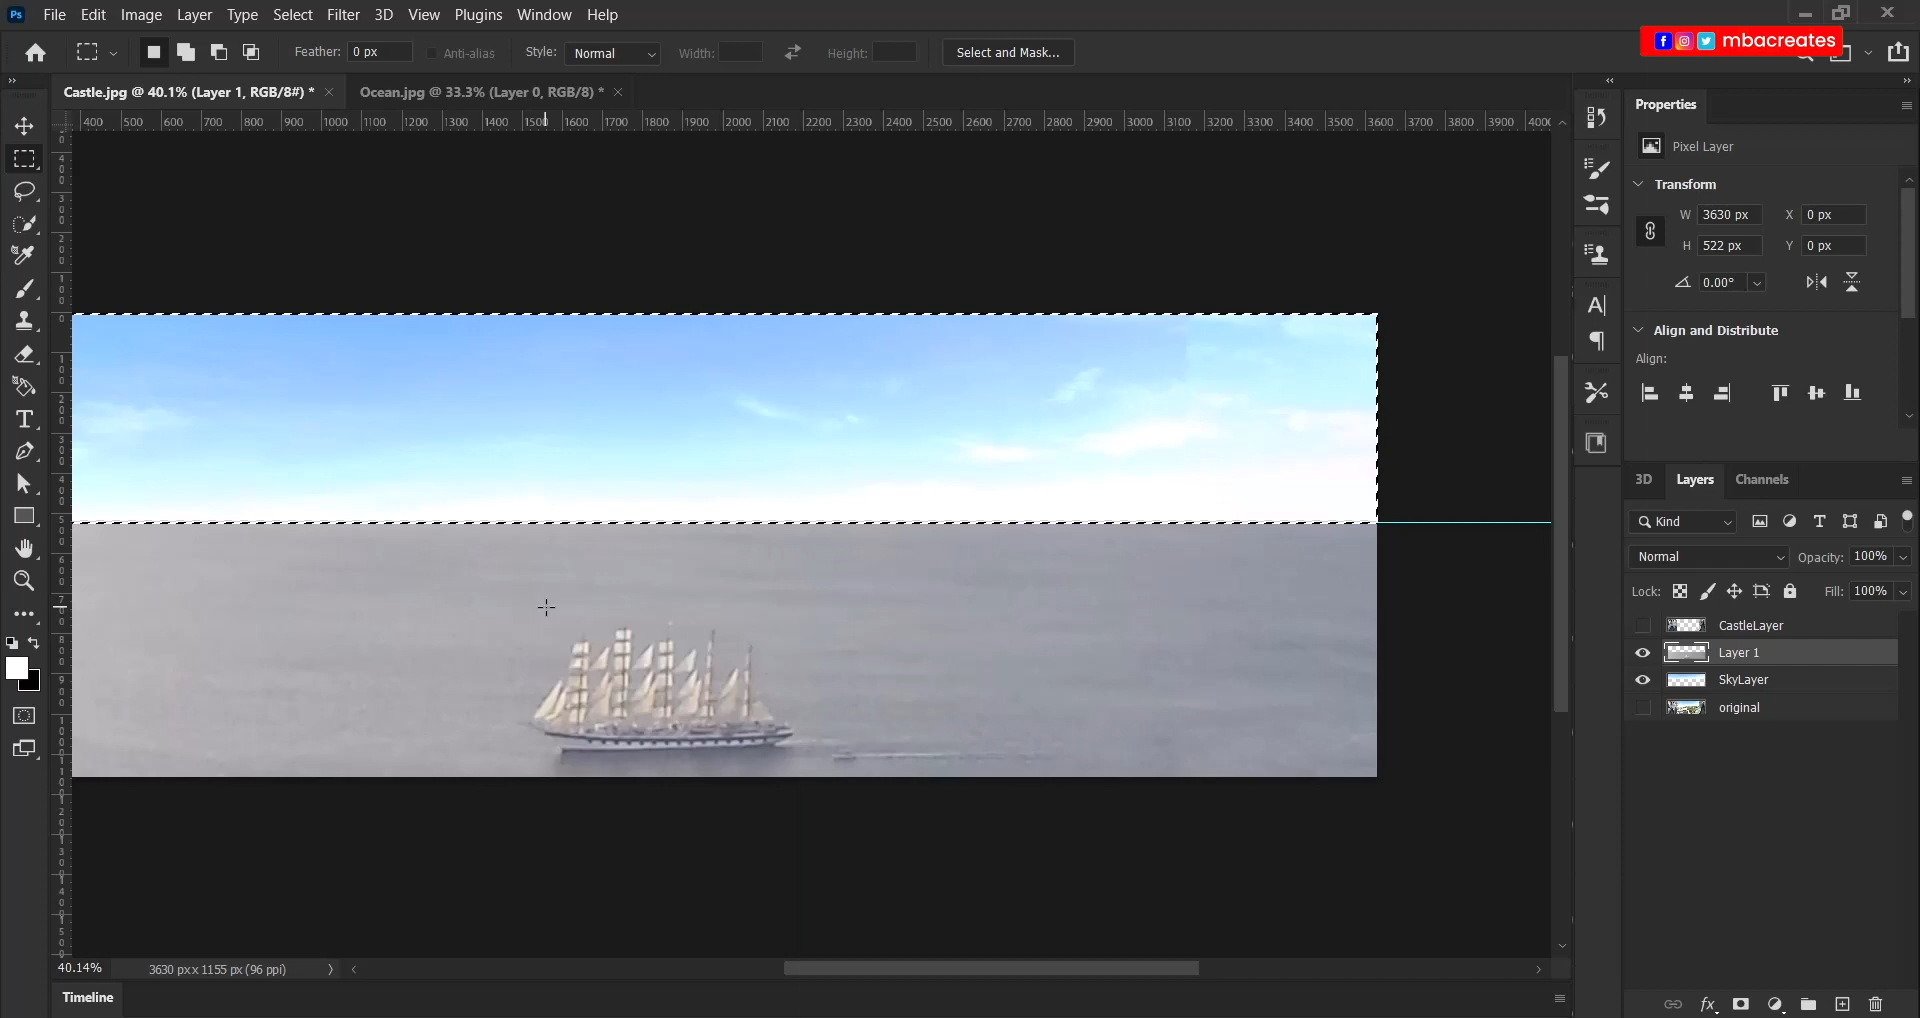 Ps File Edit Image Layer Type Select Filter 3D View Plugins Window Help
Feather: 0 px Anti-alias Style: Normal Width: Height: Select and Mask...
mbacreates
Castle.jpg @ 40.1% (Layer 1, RGB/8#) * × Ocean.jpg @ 33.3% (Layer 0, RGB/8) * ×
400 500 600 700 800 900 1000 1100 1200 1300 1400 1500 1600 1700 1800 1900 2000 2100 2200 2300 2400 2500 2600 2700 2800 2900 3000 3100 3200 3300 3400 3500 3600 3700 3800 3900 4000
Properties
Pixel Layer
Transform
W 3630 px X 0 px
H 522 px Y 0 px
0.00°
Align and Distribute
Align:
3D Layers Channels
Kind
Normal Opacity: 100%
Lock: Fill: 100%
CastleLayer
Layer 1
SkyLayer
original
40.14% 3630 px x 1155 px (96 ppi)
Timeline
fx